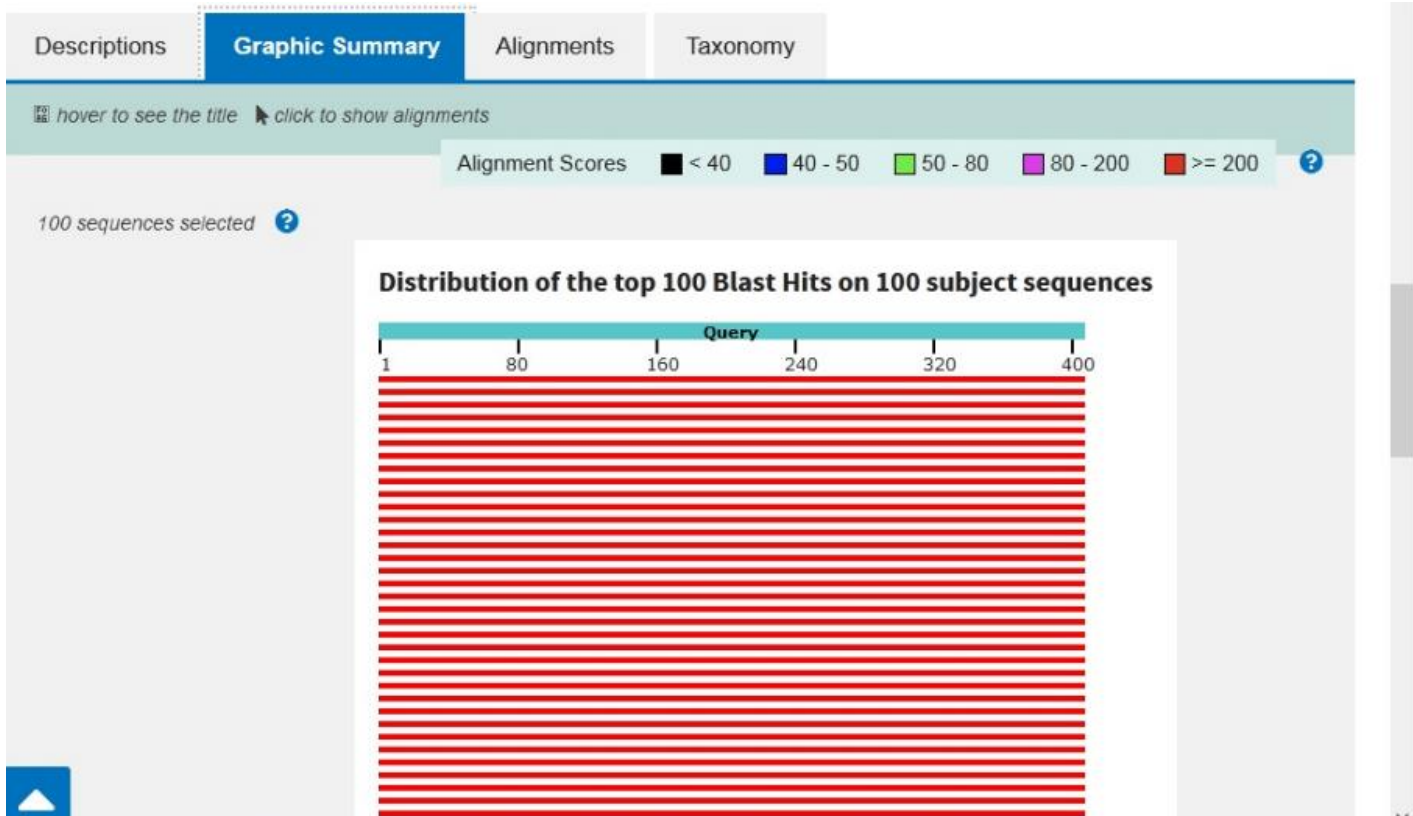 Descriptions Graphic Summary Alignments Taxonomy
hover to see the title click to show alignments
Alignment Scores < 40 40 - 50 50 - 80 80 - 200 >= 200 ?
100 sequences selected ?
Distribution of the top 100 Blast Hits on 100 subject sequences
Query
1 80 160 240 320 400